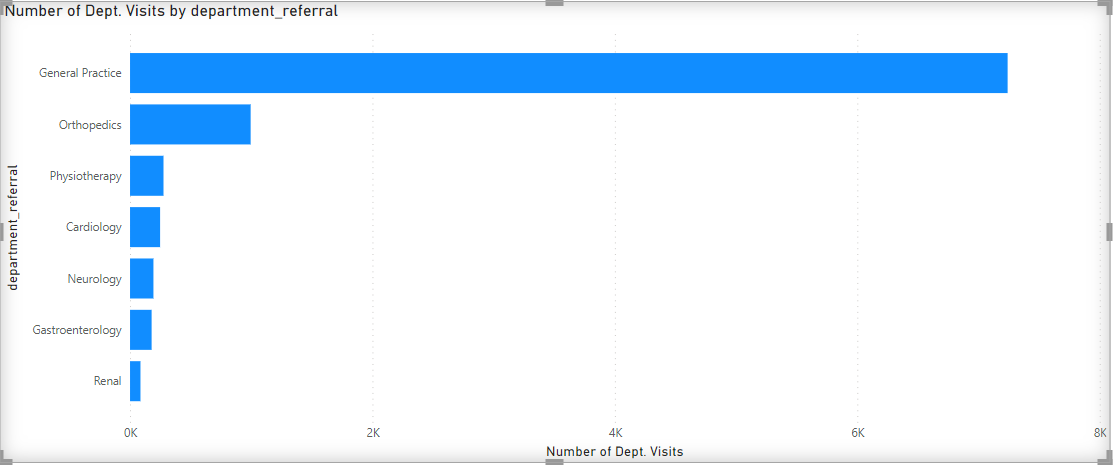 Number of Dept. Visits by department_referral
department_referral
General Practice
Orthopedics
Physiotherapy
Cardiology
Neurology
Gastroenterology
Renal
0K 2K 4K 6K 8K
Number of Dept. Visits